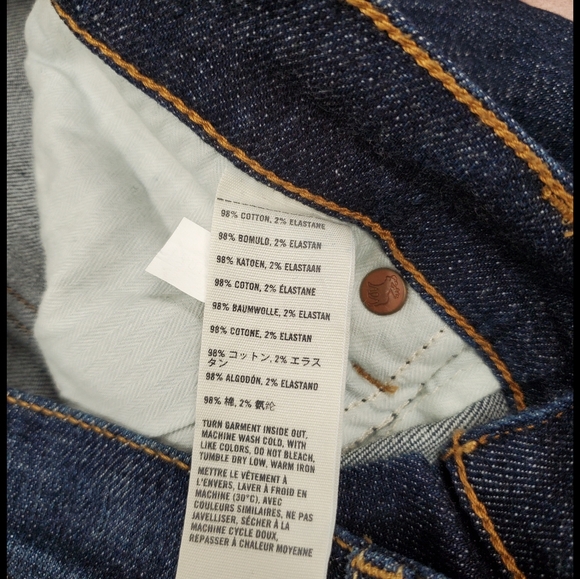 98% COTTON, 2% ELASTANE
98% BOMULD, 2% ELASTAN
98% KATOEN, 2% ELASTAAN
98% COTON, 2% ÉLASTANE
98% BAUMWOLLE, 2% ELASTAN
98% COTONE, 2% ELASTAN
98% コットン, 2% エラス
タン
98% ALGODÓN, 2% ELASTANO
98% 棉, 2% 氨纶
TURN GARMENT INSIDE OUT,
MACHINE WASH COLD, WITH
LIKE COLORS, DO NOT BLEACH,
TUMBLE DRY LOW, WARM IRON
METTRE LE VÊTEMENT À
L'ENVERS, LAVER À FROID EN
MACHINE (30°C), AVEC
COULEURS SIMILAIRES, NE PAS
JAVELLISER, SÉCHER À LA
MACHINE CYCLE DOUX,
REPASSER À CHALEUR MOYENNE